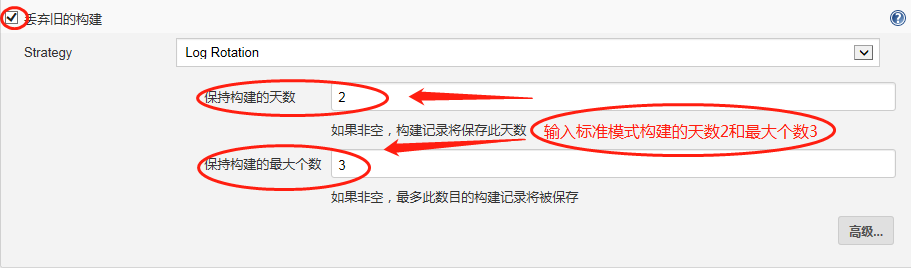 丢弃旧的构建
Strategy
Log Rotation
保持构建的天数
2
如果非空，构建记录将保存此天数
输入标准模式构建的天数2和最大个数3
保持构建的最大个数
3
如果非空，最多此数目的构建记录将被保存
高级...